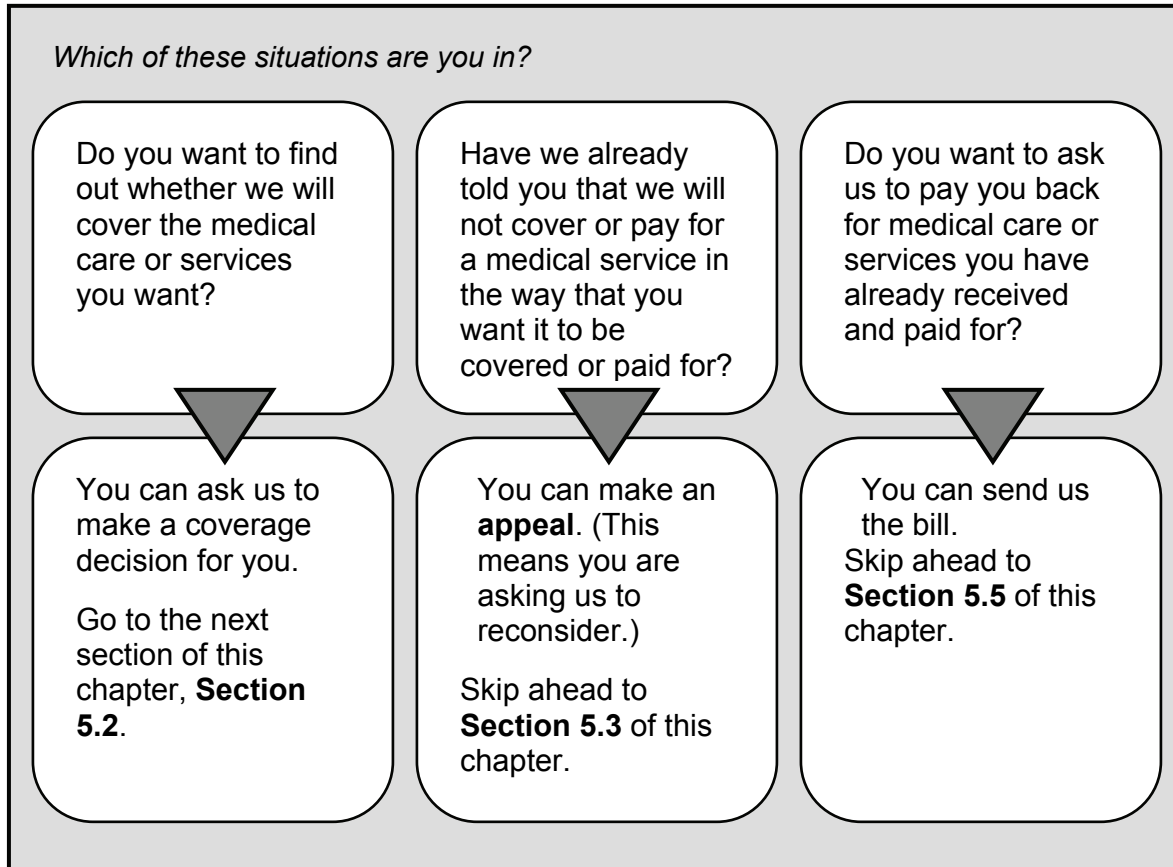 Which of these situations are you in?
Do you want to find
out whether we will
cover the medical
care or services
you want?
You can ask us to
make a coverage
decision for you.
Go to the next
section of this
chapter, Section
5.2.
Have we already
told you that we will
not cover or pay for
a medical service in
the way that you
want it to be
covered or paid for?
You can make an
appeal. (This
means you are
asking us to
reconsider.)
Skip ahead to
Section 5.3 of this
chapter.
Do you want to ask
us to pay you back
for medical care or
services you have
already received
and paid for?
You can send us
the bill.
Skip ahead to
Section 5.5 of this
chapter.